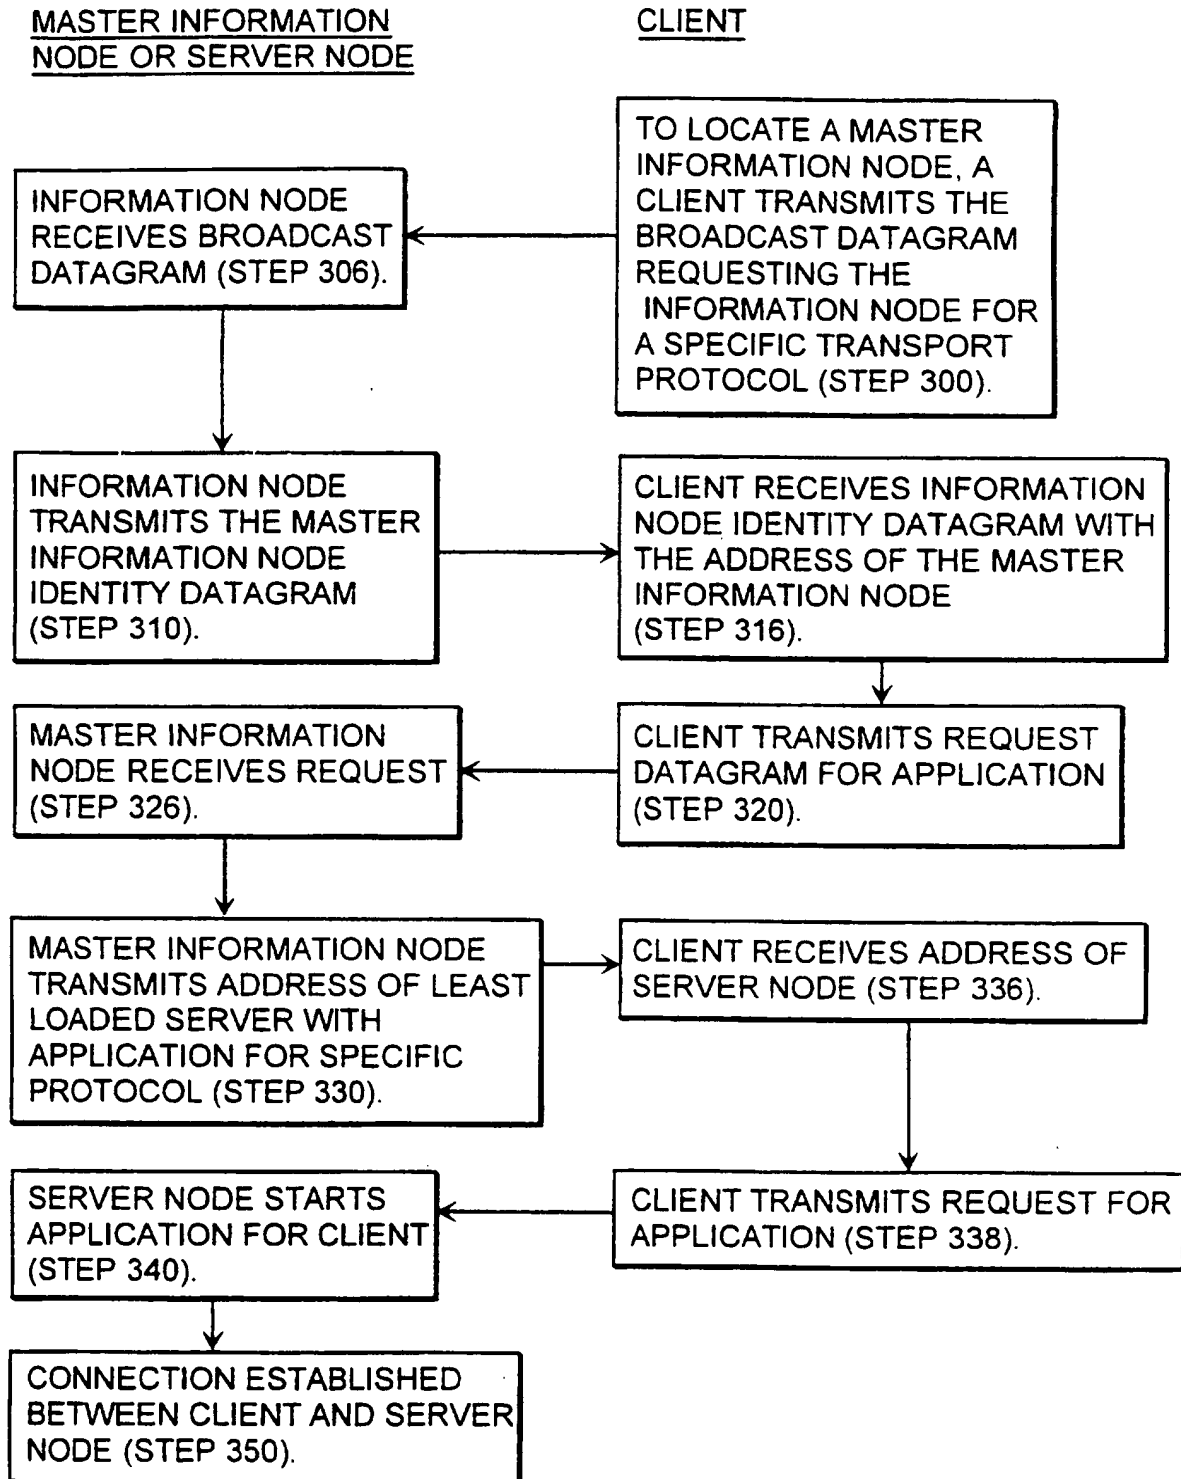 MASTER INFORMATION
NODE OR SERVER NODE
CLIENT
TO LOCATE A MASTER
INFORMATION NODE, A
CLIENT TRANSMITS THE
BROADCAST DATAGRAM
REQUESTING THE
INFORMATION NODE FOR
A SPECIFIC TRANSPORT
PROTOCOL (STEP 300).
INFORMATION NODE
RECEIVES BROADCAST
DATAGRAM (STEP 306).
INFORMATION NODE
TRANSMITS THE MASTER
INFORMATION NODE
IDENTITY DATAGRAM
(STEP 310).
CLIENT RECEIVES INFORMATION
NODE IDENTITY DATAGRAM WITH
THE ADDRESS OF THE MASTER
INFORMATION NODE
(STEP 316).
CLIENT TRANSMITS REQUEST
DATAGRAM FOR APPLICATION
(STEP 320).
MASTER INFORMATION
NODE RECEIVES REQUEST
(STEP 326).
MASTER INFORMATION NODE
TRANSMITS ADDRESS OF LEAST
LOADED SERVER WITH
APPLICATION FOR SPECIFIC
PROTOCOL (STEP 330).
CLIENT RECEIVES ADDRESS OF
SERVER NODE (STEP 336).
CLIENT TRANSMITS REQUEST FOR
APPLICATION (STEP 338).
SERVER NODE STARTS
APPLICATION FOR CLIENT
(STEP 340).
CONNECTION ESTABLISHED
BETWEEN CLIENT AND SERVER
NODE (STEP 350).